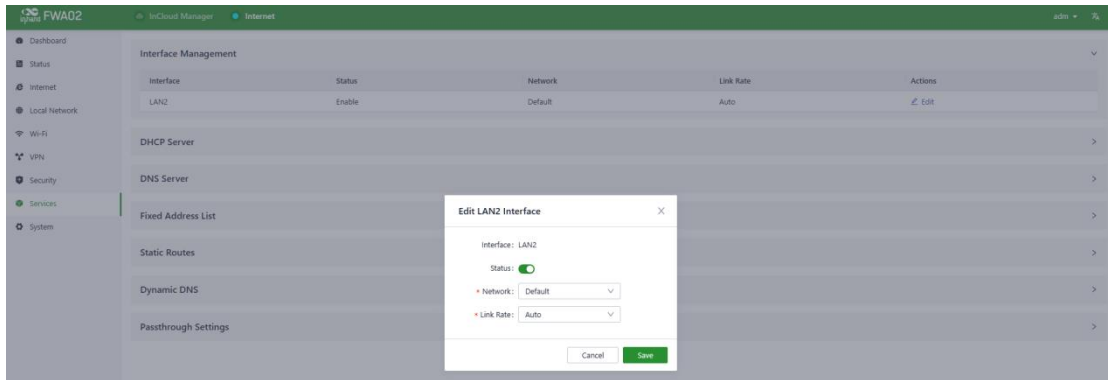 inhand FWA02 InCloud Manager Internet adm
Dashboard
Status
Internet
Local Network
Wi-Fi
VPN
Security
Services
System
Interface Management
Interface Status Network Link Rate Actions
LAN2 Enable Default Auto Edit
DHCP Server
DNS Server
Fixed Address List
Static Routes
Dynamic DNS
Passthrough Settings
Edit LAN2 Interface
Interface: LAN2
Status:
* Network: Default
* Link Rate: Auto
Cancel Save